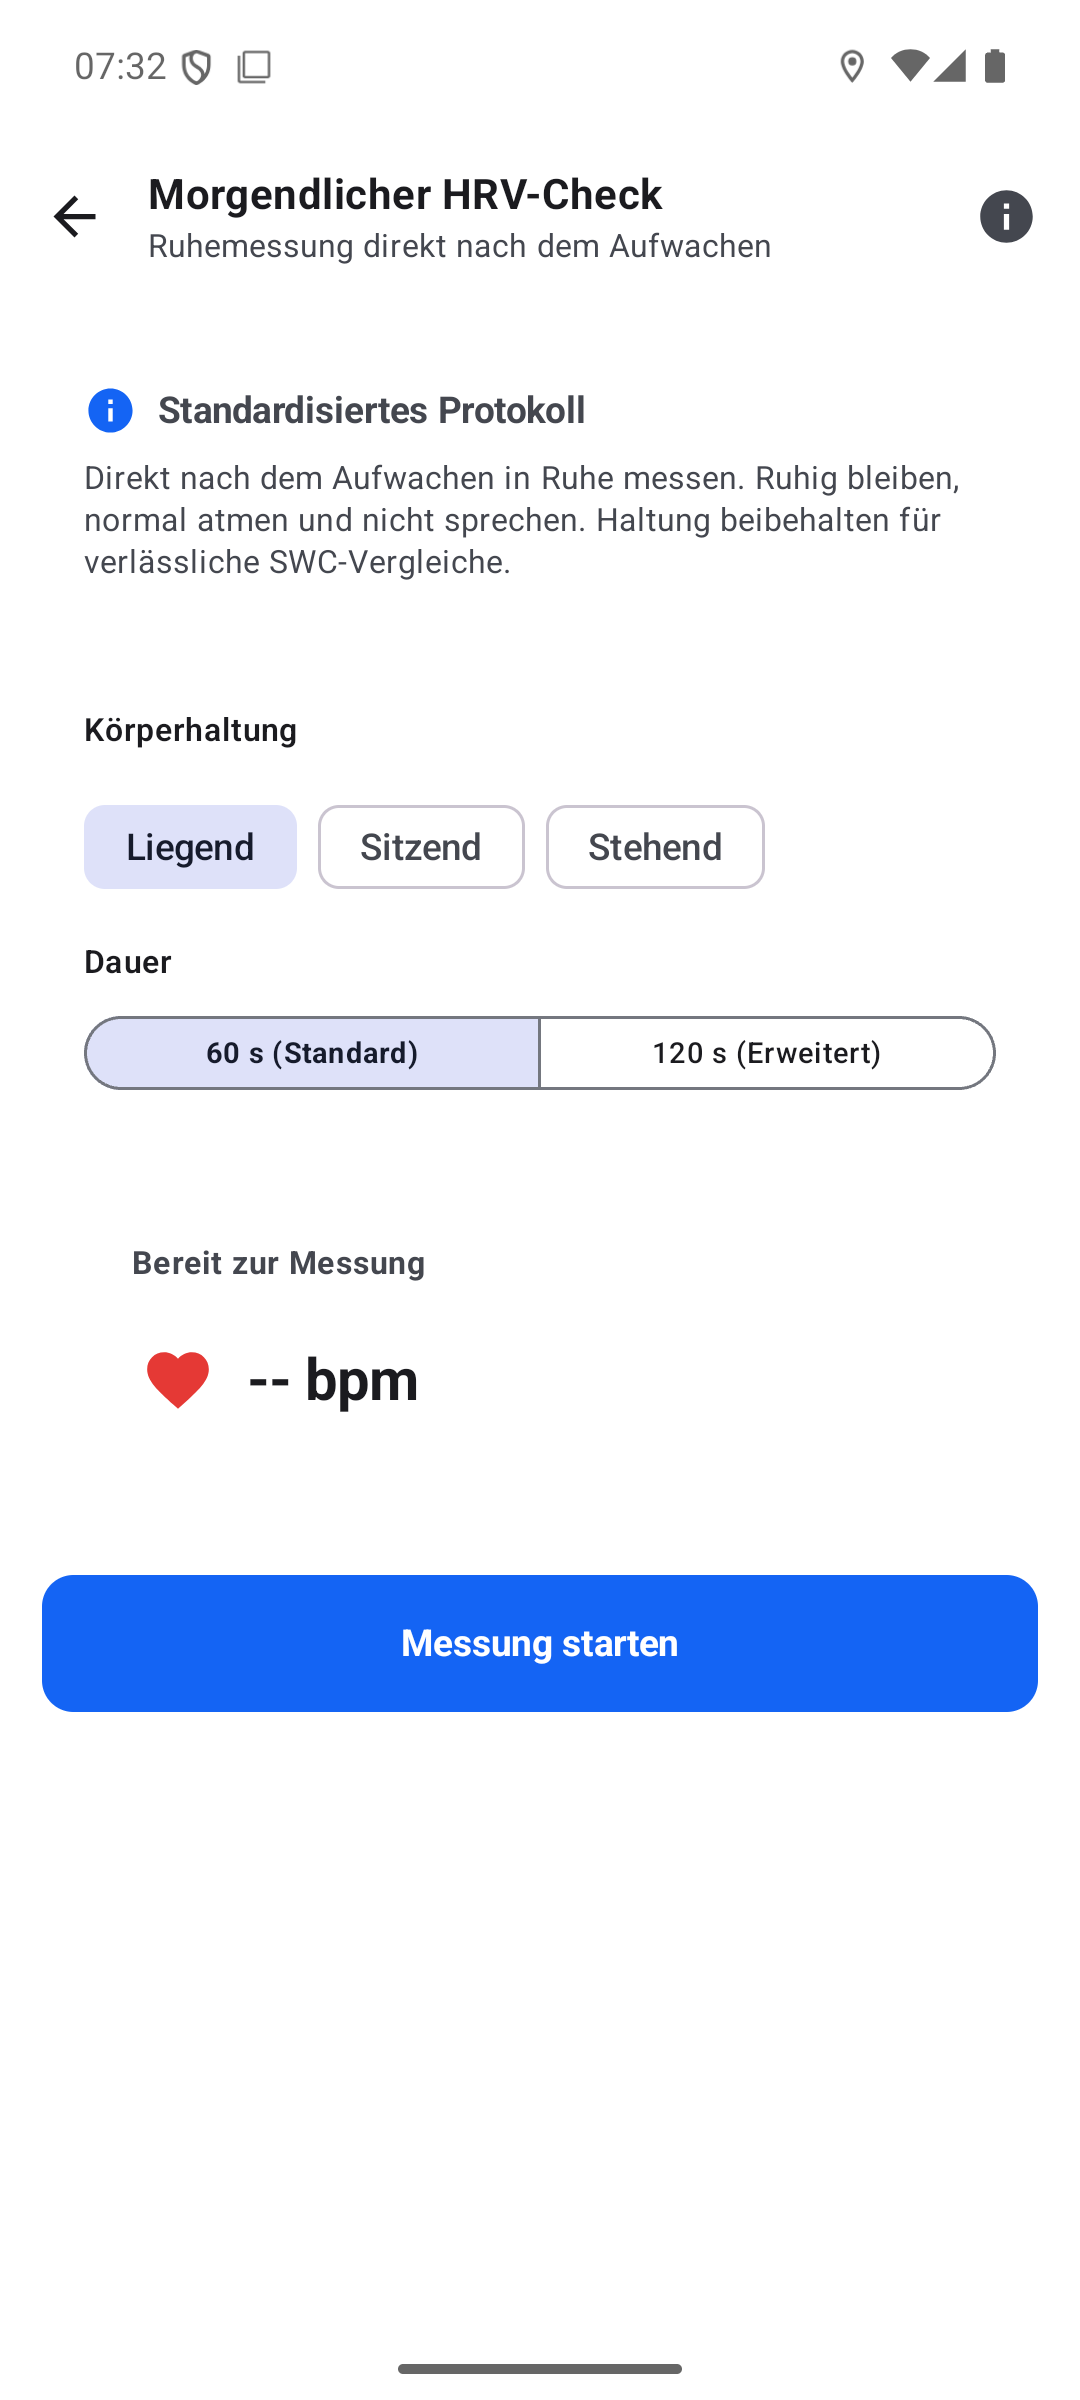 07:32
Morgendlicher HRV-Check
Ruhemessung direkt nach dem Aufwachen
Standardisiertes Protokoll
Direkt nach dem Aufwachen in Ruhe messen. Ruhig bleiben,
normal atmen und nicht sprechen. Haltung beibehalten für
verlässliche SWC-Vergleiche.
Körperhaltung
Liegend Sitzend Stehend
Dauer
60 s (Standard) 120 s (Erweitert)
Bereit zur Messung
-- bpm
Messung starten